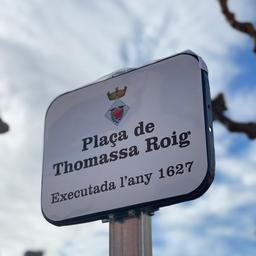 Plaça de
Thomassa Roig
Executada l'any 1627